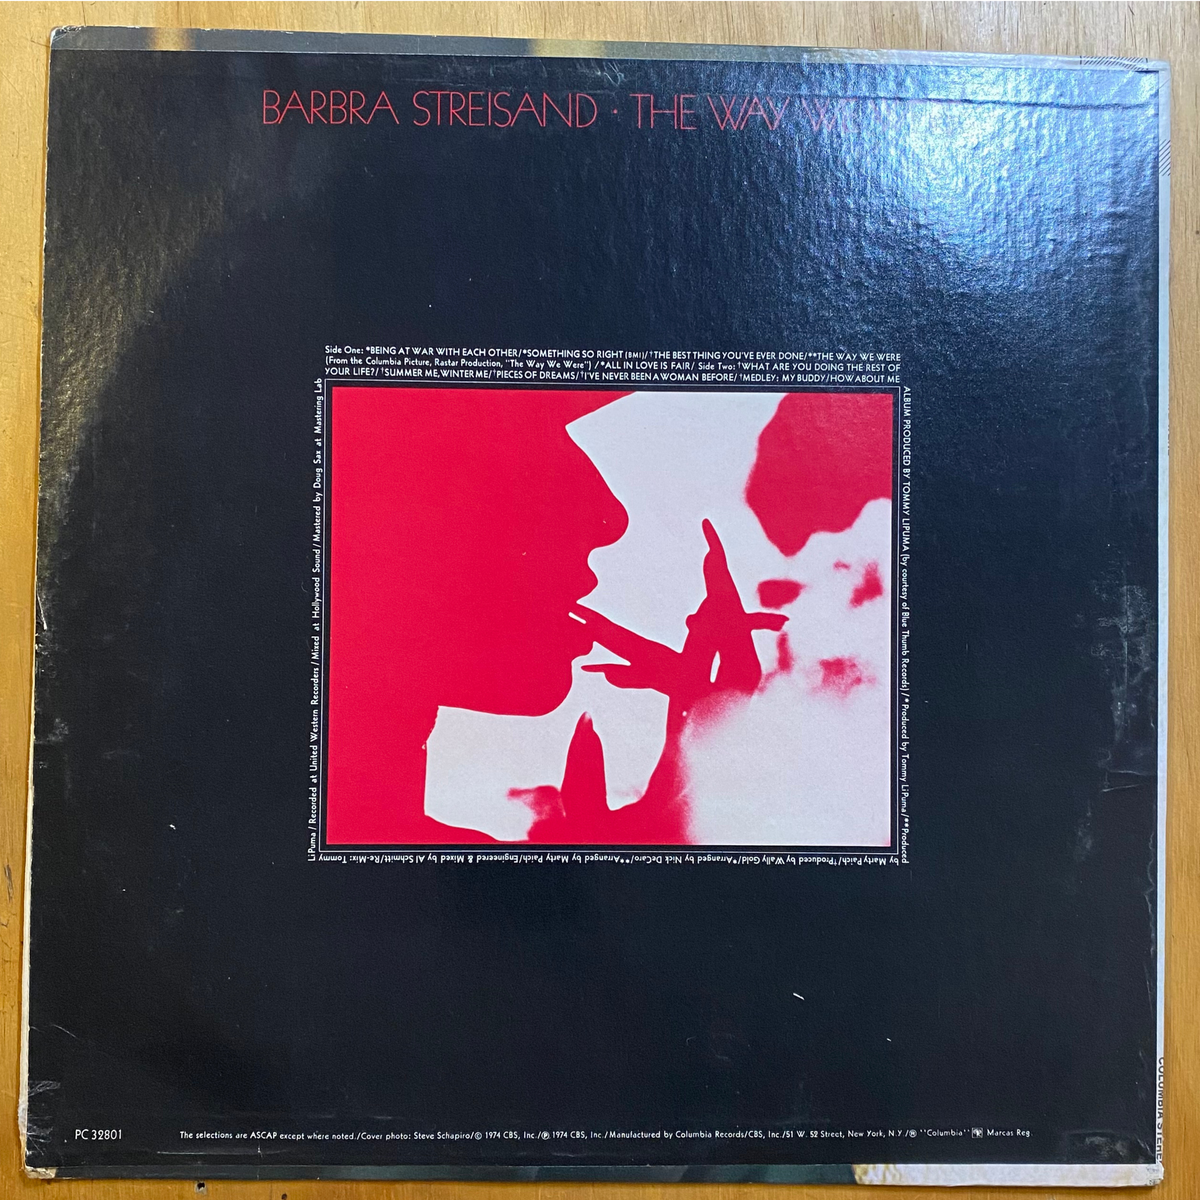 BARBRA STREISAND · THE WAY WE
Side One: *BEING AT WAR WITH EACH OTHER/*SOMETHING SO RIGHT (BMI)/†THE BEST THING YOU'VE EVER DONE/**THE WAY WE WERE
(From the Columbia Picture, Rastar Production, "The Way We Were") /*ALL IN LOVE IS FAIR/ Side Two: †WHAT ARE YOU DOING THE REST OF
YOUR LIFE?/†SUMMER ME, WINTER ME/†PIECES OF DREAMS/†I'VE NEVER BEEN A WOMAN BEFORE/†MEDLEY: MY BUDDY/HOW ABOUT ME
ALBUM PRODUCED BY TOMMY LIPUMA (by courtesy of Blue Thumb Records)/*Produced by Tommy LiPuma/**Produced
by Marty Paich/†Produced by Wally Gold/*Arranged by Nick DeCaro/**Arranged by Marty Paich/Engineered & Mixed by Al Schmitt/Re-Mix: Tommy
LiPuma/Recorded at United Western Recorders/Mixed at Hollywood Sound/Mastered by Doug Sax at Mastering Lab
PC 32801
The selections are ASCAP except where noted./Cover photo: Steve Schapiro/© 1974 CBS, Inc./℗ 1974 CBS, Inc./Manufactured by Columbia Records/CBS, Inc./51 W. 52 Street, New York, N.Y./® "Columbia" Marcas Reg.
COLUMBIA STERE